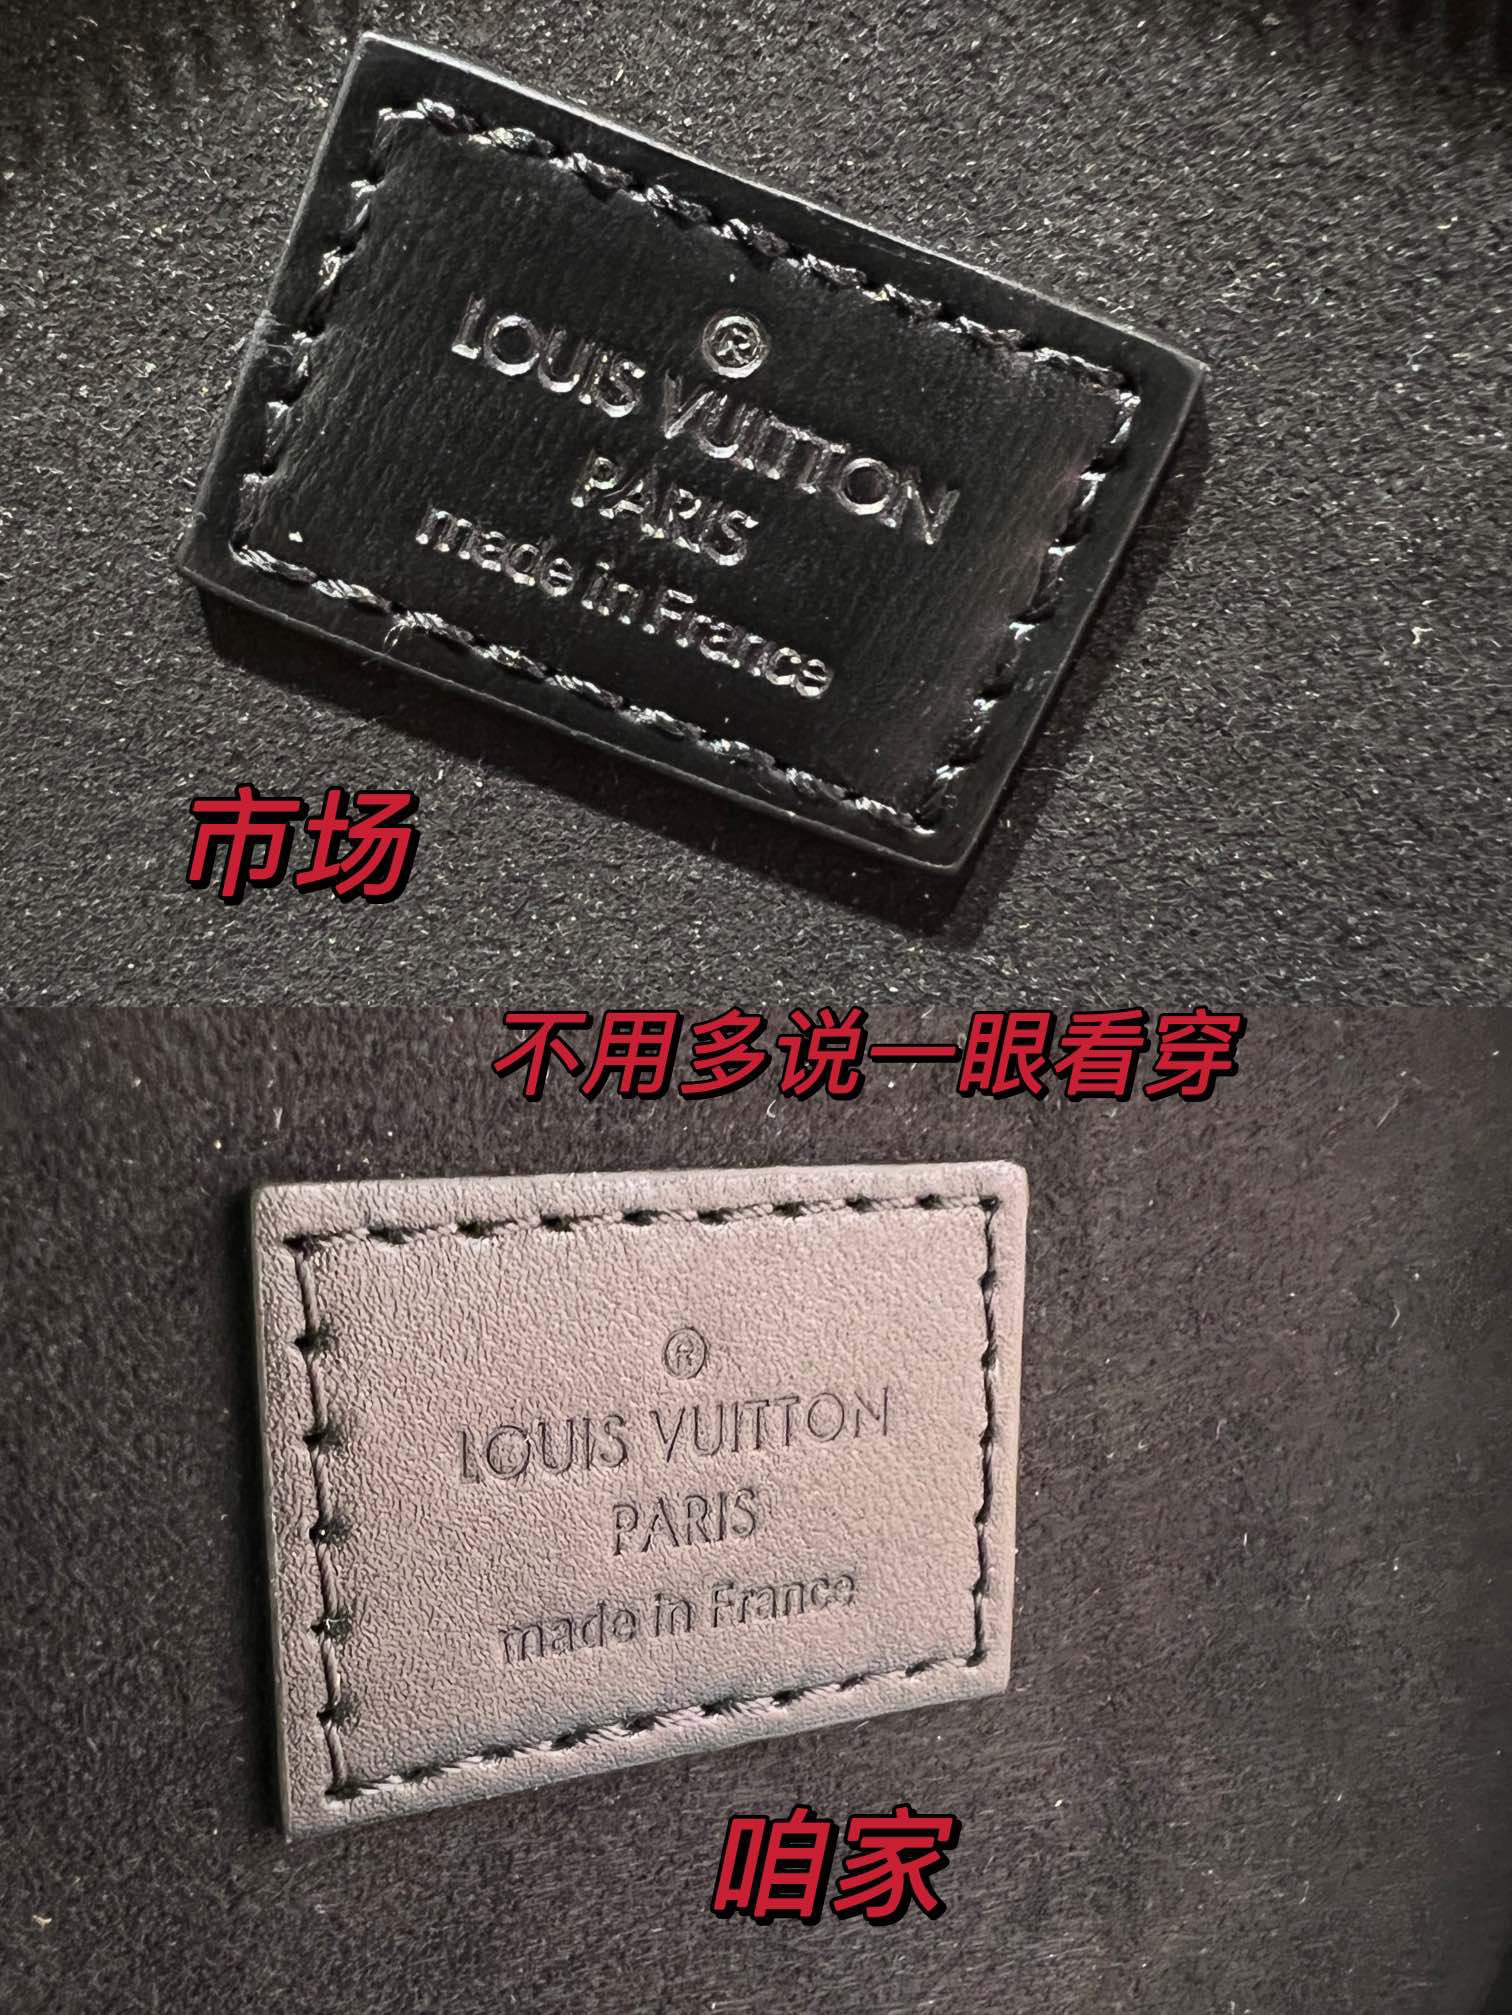 ®
LOUIS VUITTON
PARIS
made in France
市场
不用多说一眼看穿
®
LOUIS VUITTON
PARIS
made in France
咱家